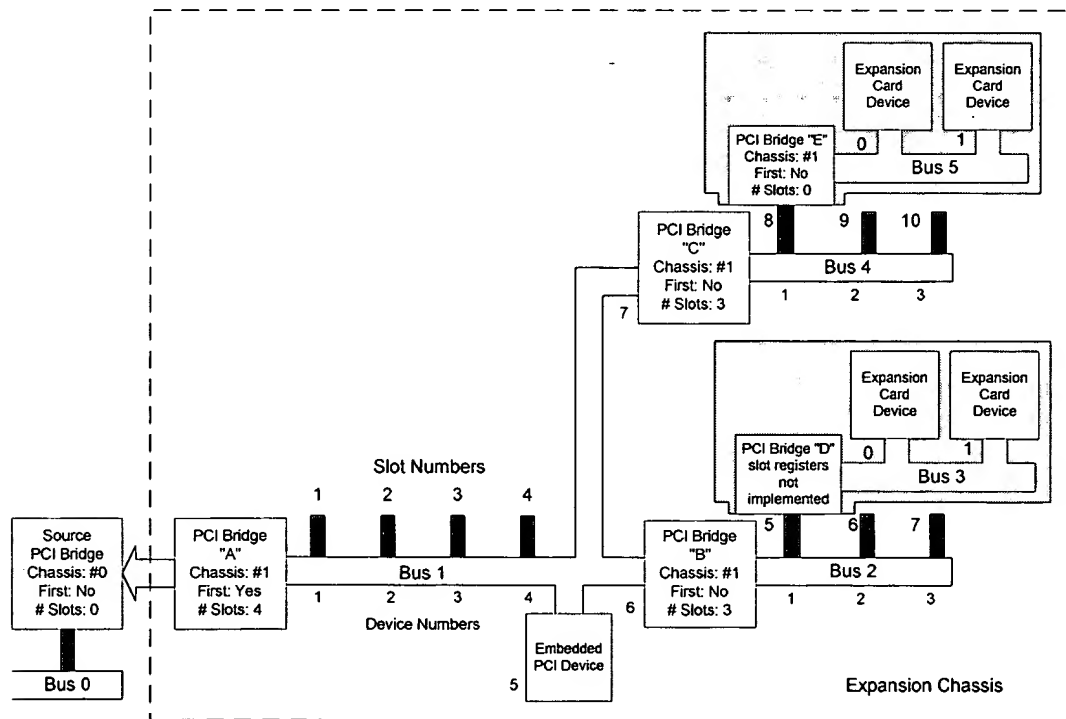 Expansion
Card
Device
Expansion
Card
Device
PCI Bridge "E"
Chassis: #1
First: No
# Slots: 0
0
1
Bus 5
PCI Bridge
"C"
Chassis: #1
First: No
# Slots: 3
8
9
10
Bus 4
7
1
2
3
Expansion
Card
Device
Expansion
Card
Device
PCI Bridge "D"
slot registers
not
implemented
0
1
Bus 3
Slot Numbers
1
2
3
4
Source
PCI Bridge
Chassis: #0
First: No
# Slots: 0
PCI Bridge
"A"
Chassis: #1
First: Yes
# Slots: 4
Bus 1
1
2
3
4
Device Numbers
PCI Bridge
"B"
Chassis: #1
First: No
# Slots: 3
5
6
7
Bus 2
6
1
2
3
Embedded
PCI Device
5
Bus 0
Expansion Chassis